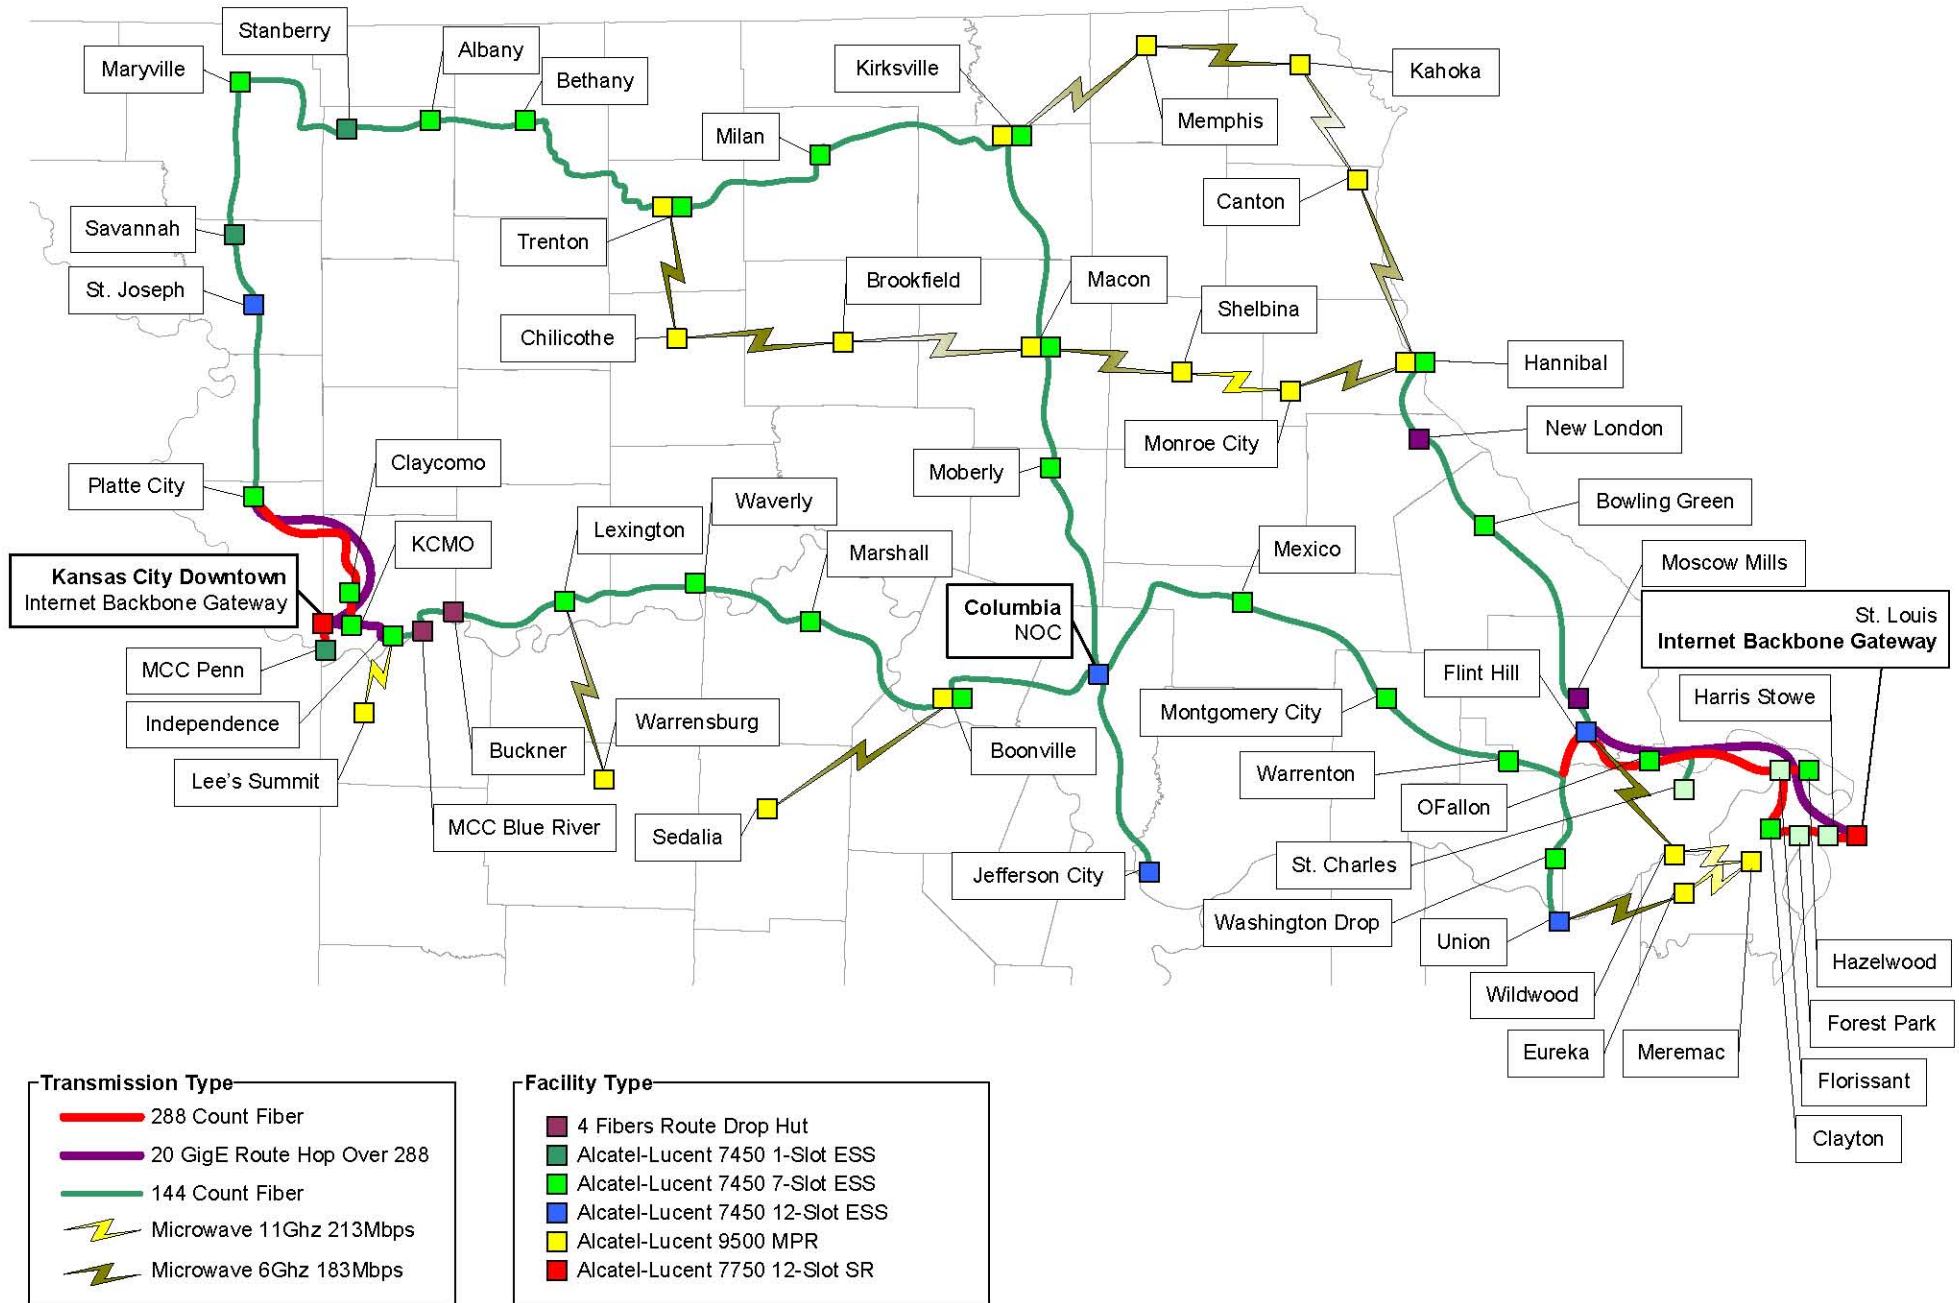 Stanberry
Albany
Maryville
Bethany
Kirksville
Kahoka
Milan
Memphis
Canton
Savannah
Trenton
St. Joseph
Brookfield
Macon
Shelbina
Chilicothe
Hannibal
New London
Monroe City
Claycomo
Moberly
Platte City
Waverly
Bowling Green
Lexington
KCMO
Marshall
Mexico
Moscow Mills
Kansas City Downtown
Internet Backbone Gateway
Columbia
NOC
St. Louis
Internet Backbone Gateway
MCC Penn
Flint Hill
Harris Stowe
Independence
Warrensburg
Montgomery City
Buckner
Boonville
Lee's Summit
Warrenton
OFallon
MCC Blue River
Sedalia
St. Charles
Jefferson City
Washington Drop
Union
Hazelwood
Wildwood
Forest Park
Eureka
Meremac
Florissant
Clayton
Transmission Type
288 Count Fiber
20 GigE Route Hop Over 288
144 Count Fiber
Microwave 11Ghz 213Mbps
Microwave 6Ghz 183Mbps
Facility Type
4 Fibers Route Drop Hut
Alcatel-Lucent 7450 1-Slot ESS
Alcatel-Lucent 7450 7-Slot ESS
Alcatel-Lucent 7450 12-Slot ESS
Alcatel-Lucent 9500 MPR
Alcatel-Lucent 7750 12-Slot SR